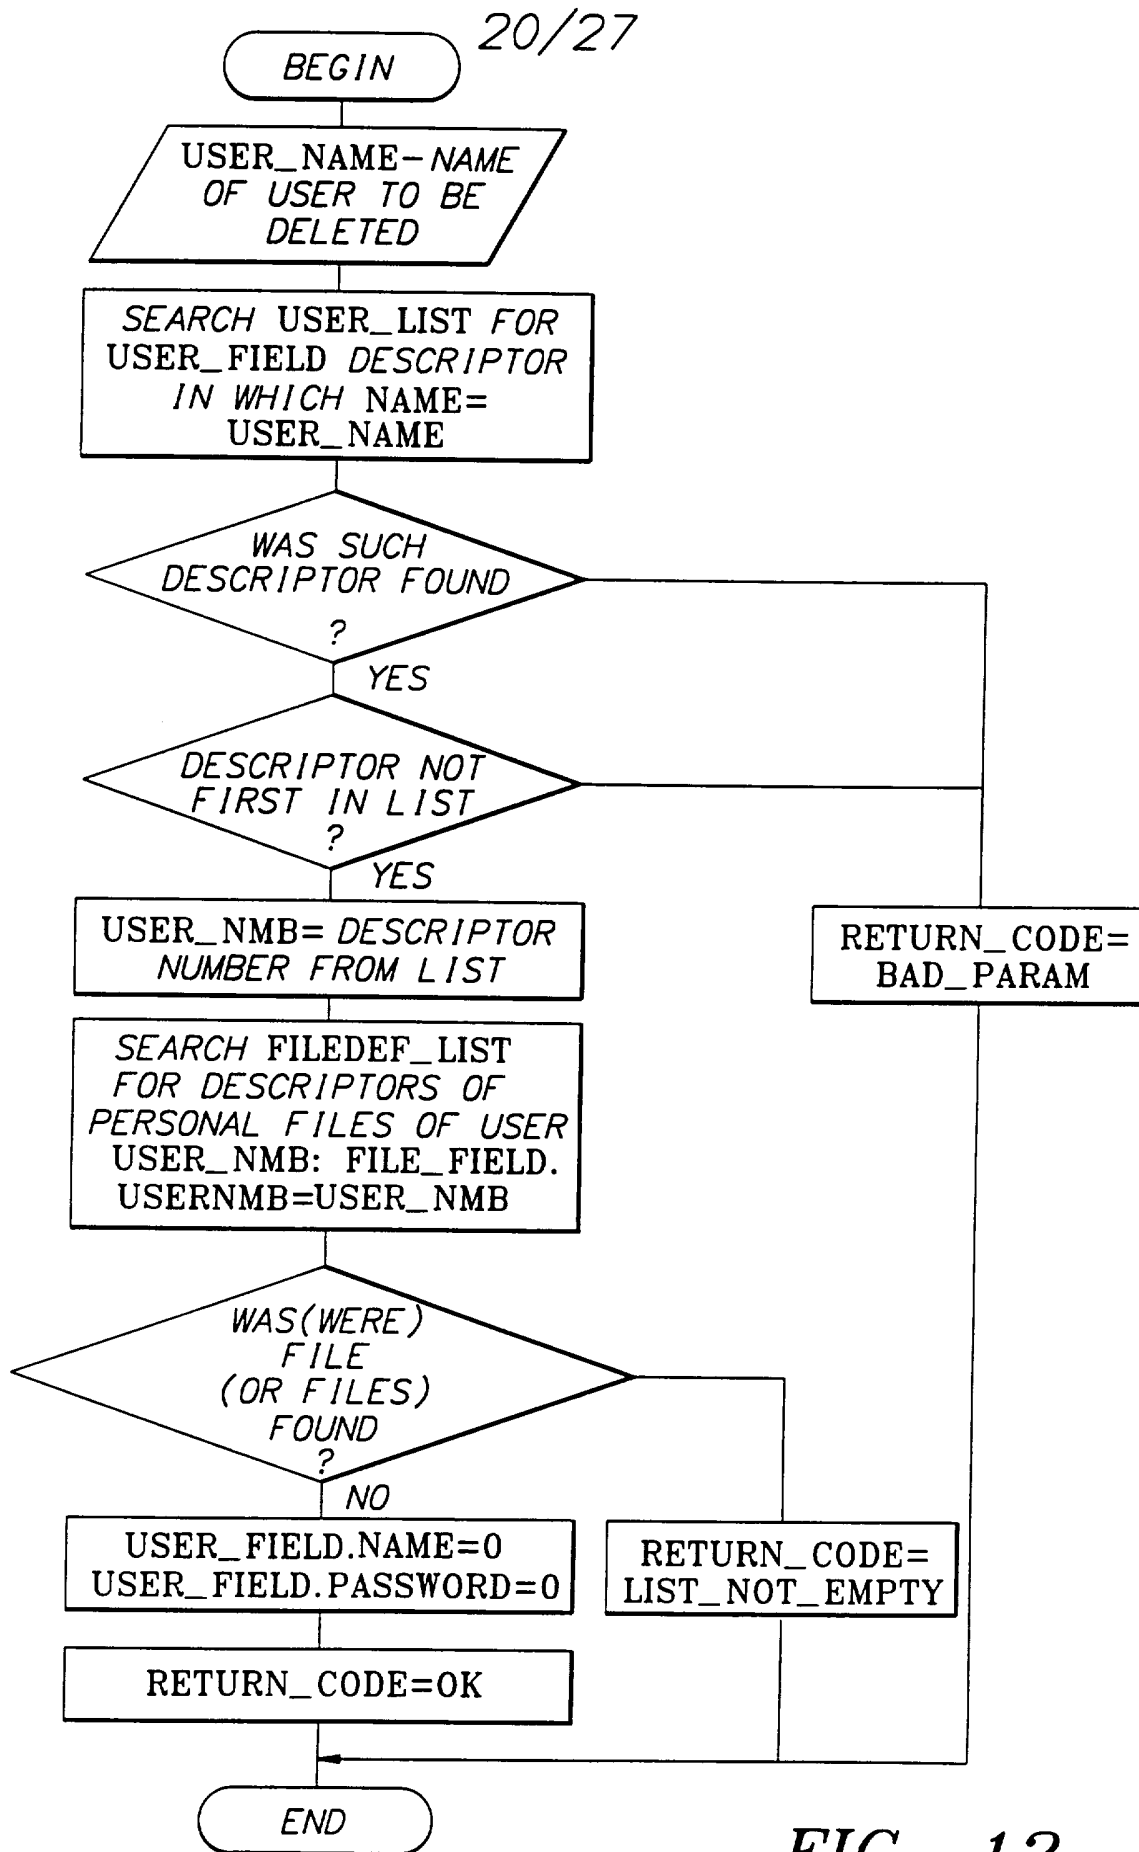 20/27
BEGIN
USER_NAME-NAME
OF USER TO BE
DELETED
SEARCH USER_LIST FOR
USER_FIELD DESCRIPTOR
IN WHICH NAME=
USER_NAME
WAS SUCH
DESCRIPTOR FOUND
?
YES
DESCRIPTOR NOT
FIRST IN LIST
?
YES
USER_NMB= DESCRIPTOR
NUMBER FROM LIST
RETURN_CODE=
BAD_PARAM
SEARCH FILEDEF_LIST
FOR DESCRIPTORS OF
PERSONAL FILES OF USER
USER_NMB: FILE_FIELD.
USERNMB=USER_NMB
WAS(WERE)
FILE
(OR FILES)
FOUND
?
NO
USER_FIELD.NAME=0
USER_FIELD.PASSWORD=0
RETURN_CODE=
LIST_NOT_EMPTY
RETURN_CODE=OK
END